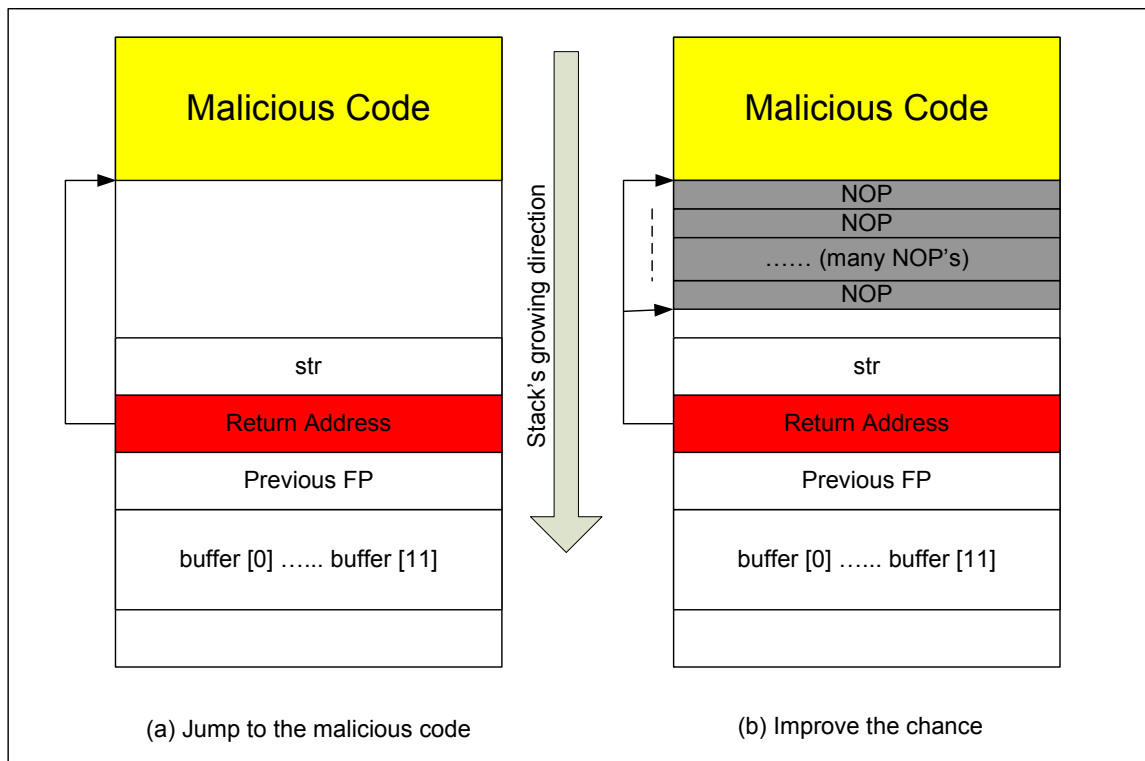 Malicious Code
str
Return Address
Previous FP
buffer [0] …... buffer [11]
(a) Jump to the malicious code
Stack’s growing direction
Malicious Code
NOP
NOP
…… (many NOP’s)
NOP
str
Return Address
Previous FP
buffer [0] …... buffer [11]
(b) Improve the chance